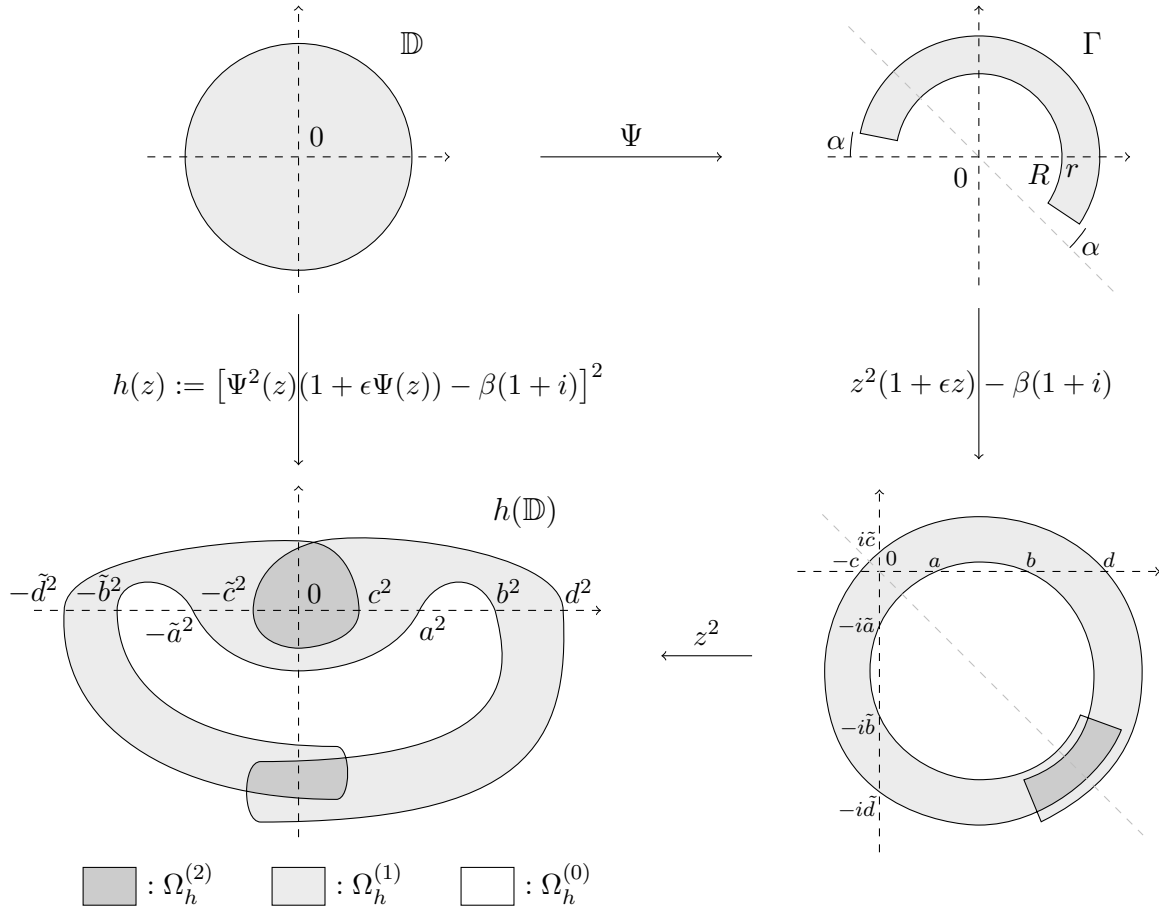 𝔻
Γ
0
Ψ
α
0
R
r
α
h(z) := [Ψ²(z)(1 + ϵΨ(z)) − β(1 + i)]²
z²(1 + ϵz) − β(1 + i)
h(𝔻)
ic̃
−c
0
a
b
d
−d̃²
−b̃²
−c̃²
0
c²
b²
d²
−ã²
a²
−iã
z²
−ib̃
−id̃
: Ω_h^{(2)}
: Ω_h^{(1)}
: Ω_h^{(0)}